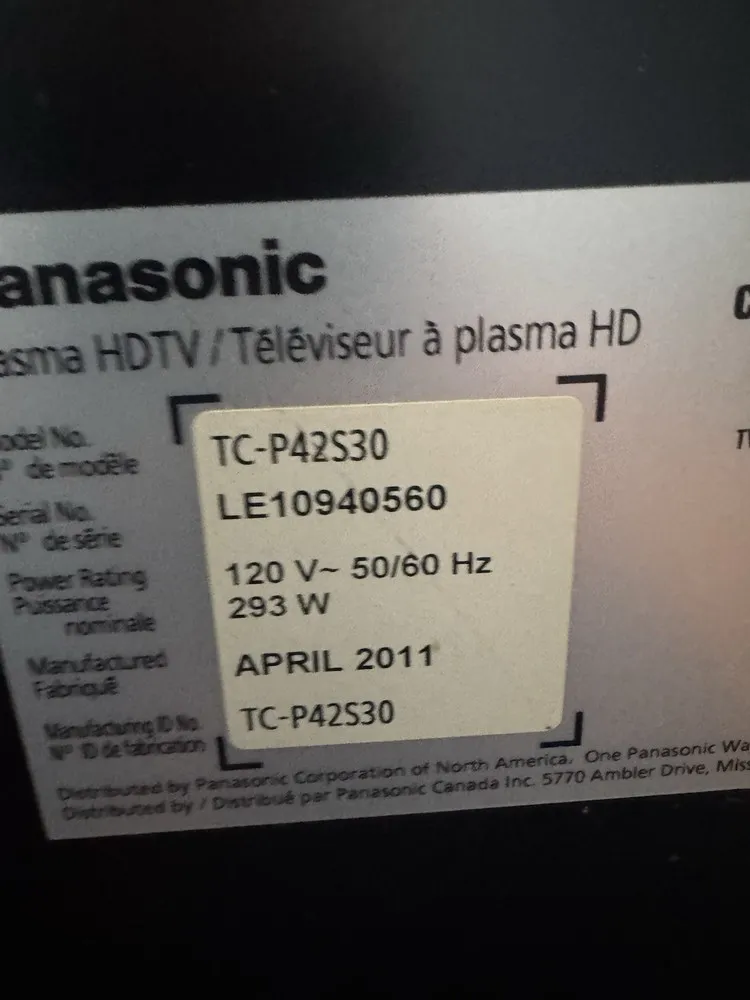 anasonic
asma HDTV / Téléviseur à plasma HD
odel No.
Nº de modèle
TC-P42S30
Serial No.
Nº de série
LE10940560
Power Rating
Puissance
nominale
120 V~ 50/60 Hz
293 W
Manufactured
Fabriqué
APRIL 2011
Manufacturing ID No.
Nº ID de fabrication
TC-P42S30
Distributed by Panasonic Corporation of North America, One Panasonic Wa
Distributed by / Distribué par Panasonic Canada Inc. 5770 Ambler Drive, Miss